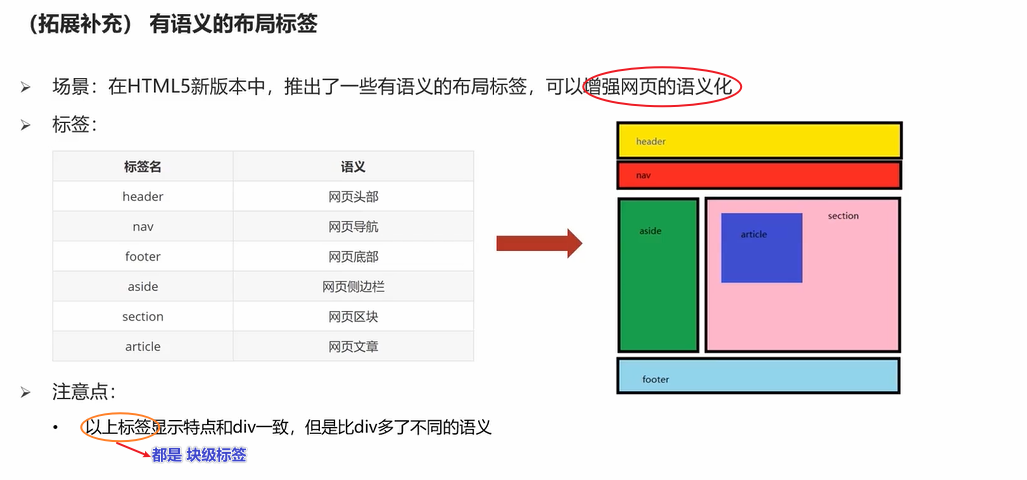 （拓展补充） 有语义的布局标签
场景：在HTML5新版本中，推出了一些有语义的布局标签，可以增强网页的语义化
标签：
标签名 语义
header 网页头部
nav 网页导航
footer 网页底部
aside 网页侧边栏
section 网页区块
article 网页文章
header
nav
aside
article
section
footer
注意点：
以上标签显示特点和div一致，但是比div多了不同的语义
都是 块级标签